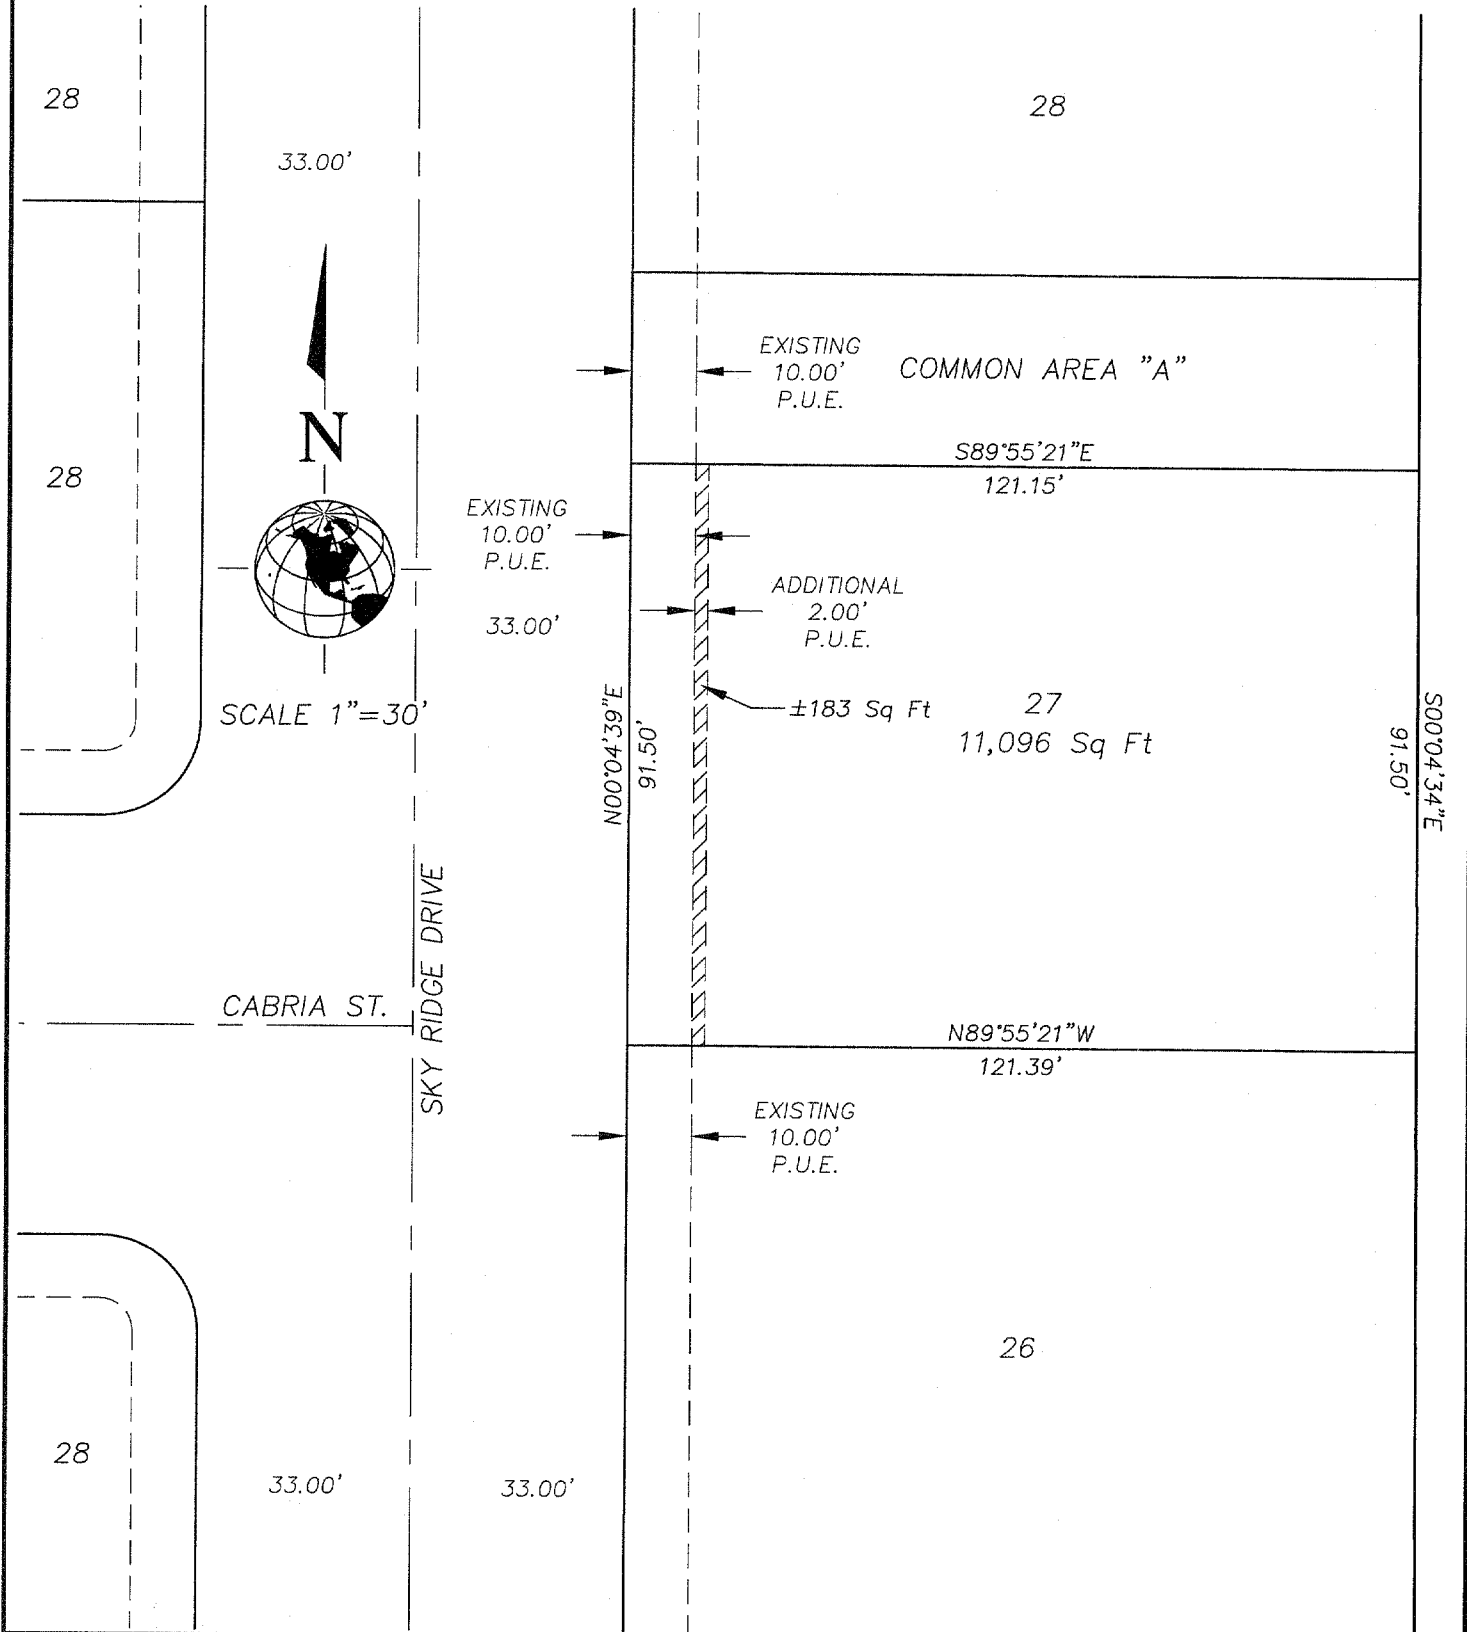 28
28
33.00'
EXISTING
10.00'
P.U.E.
COMMON AREA "A"
N
S89°55'21"E
121.15'
28
EXISTING
10.00'
P.U.E.
ADDITIONAL
2.00'
P.U.E.
33.00'
SCALE 1"=30'
±183 Sq Ft
27
11,096 Sq Ft
N00°04'39"E
91.50'
S00°04'34"E
91.50'
SKY RIDGE DRIVE
CABRIA ST.
N89°55'21"W
121.39'
EXISTING
10.00'
P.U.E.
26
28
33.00'
33.00'